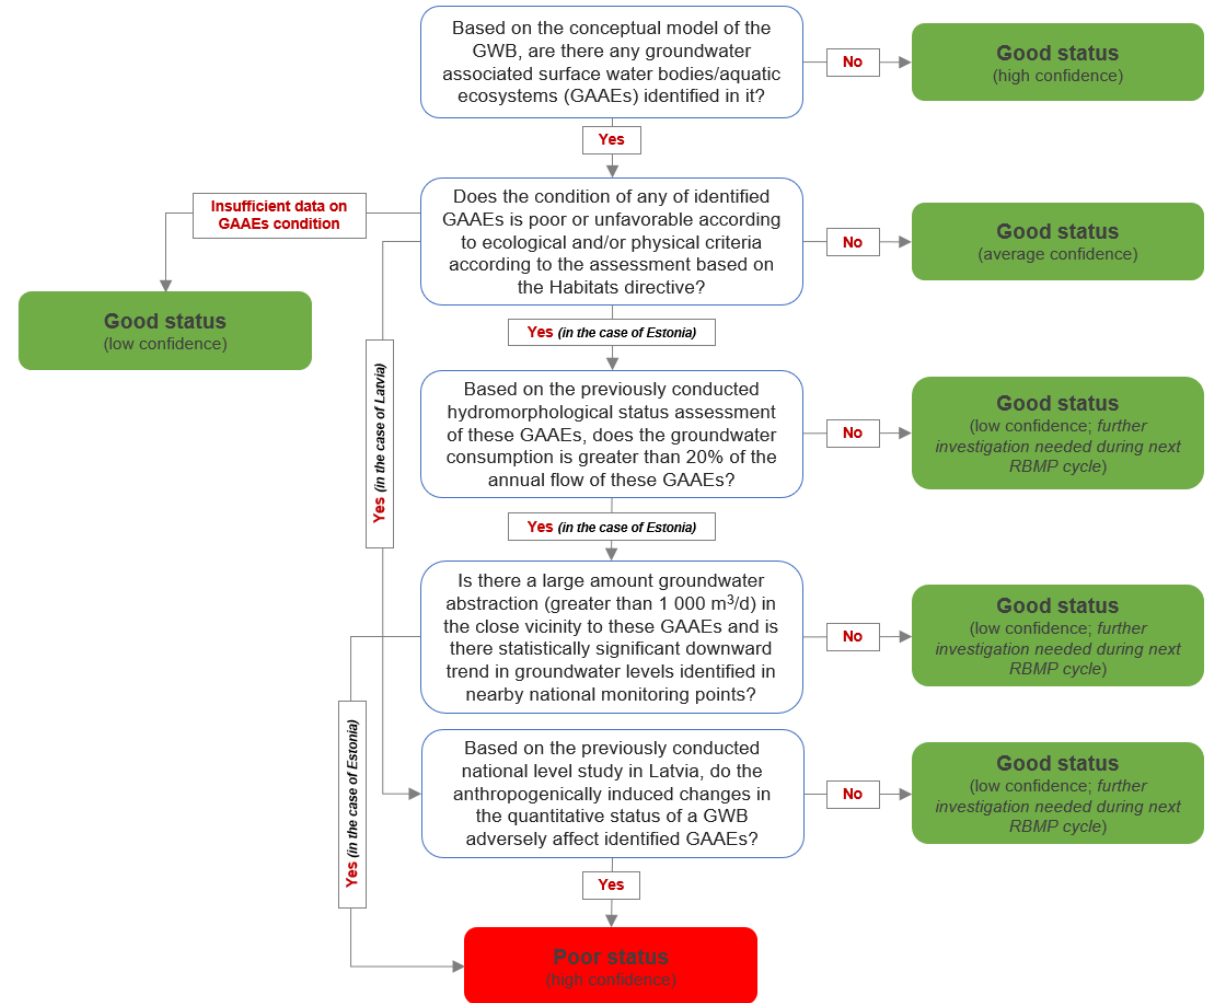 Based on the conceptual model of the
GWB, are there any groundwater
associated surface water bodies/aquatic
ecosystems (GAAEs) identified in it?
No
Good status
(high confidence)
Yes
Insufficient data on
GAAEs condition
Does the condition of any of identified
GAAEs is poor or unfavorable according
to ecological and/or physical criteria
according to the assessment based on
the Habitats directive?
No
Good status
(average confidence)
Good status
(low confidence)
Yes (in the case of Estonia)
Yes (in the case of Latvia)
Based on the previously conducted
hydromorphological status assessment
of these GAAEs, does the groundwater
consumption is greater than 20% of the
annual flow of these GAAEs?
No
Good status
(low confidence; further
investigation needed during next
RBMP cycle)
Yes (in the case of Estonia)
Is there a large amount groundwater
abstraction (greater than 1 000 m³/d) in
the close vicinity to these GAAEs and is
there statistically significant downward
trend in groundwater levels identified in
nearby national monitoring points?
No
Good status
(low confidence; further
investigation needed during next
RBMP cycle)
Yes (in the case of Estonia)
Based on the previously conducted
national level study in Latvia, do the
anthropogenically induced changes in
the quantitative status of a GWB
adversely affect identified GAAEs?
No
Good status
(low confidence; further
investigation needed during next
RBMP cycle)
Yes
Poor status
(high confidence)